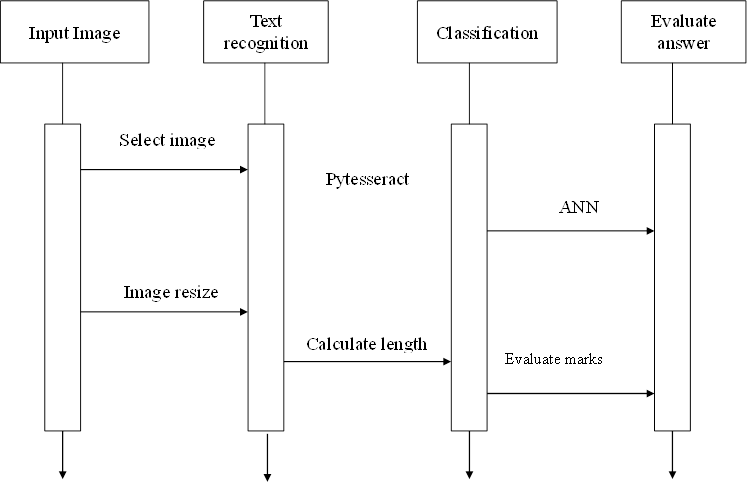 Input Image
Text
recognition
Classification
Evaluate
answer
Select image
Pytesseract
ANN
Image resize
Calculate length
Evaluate marks